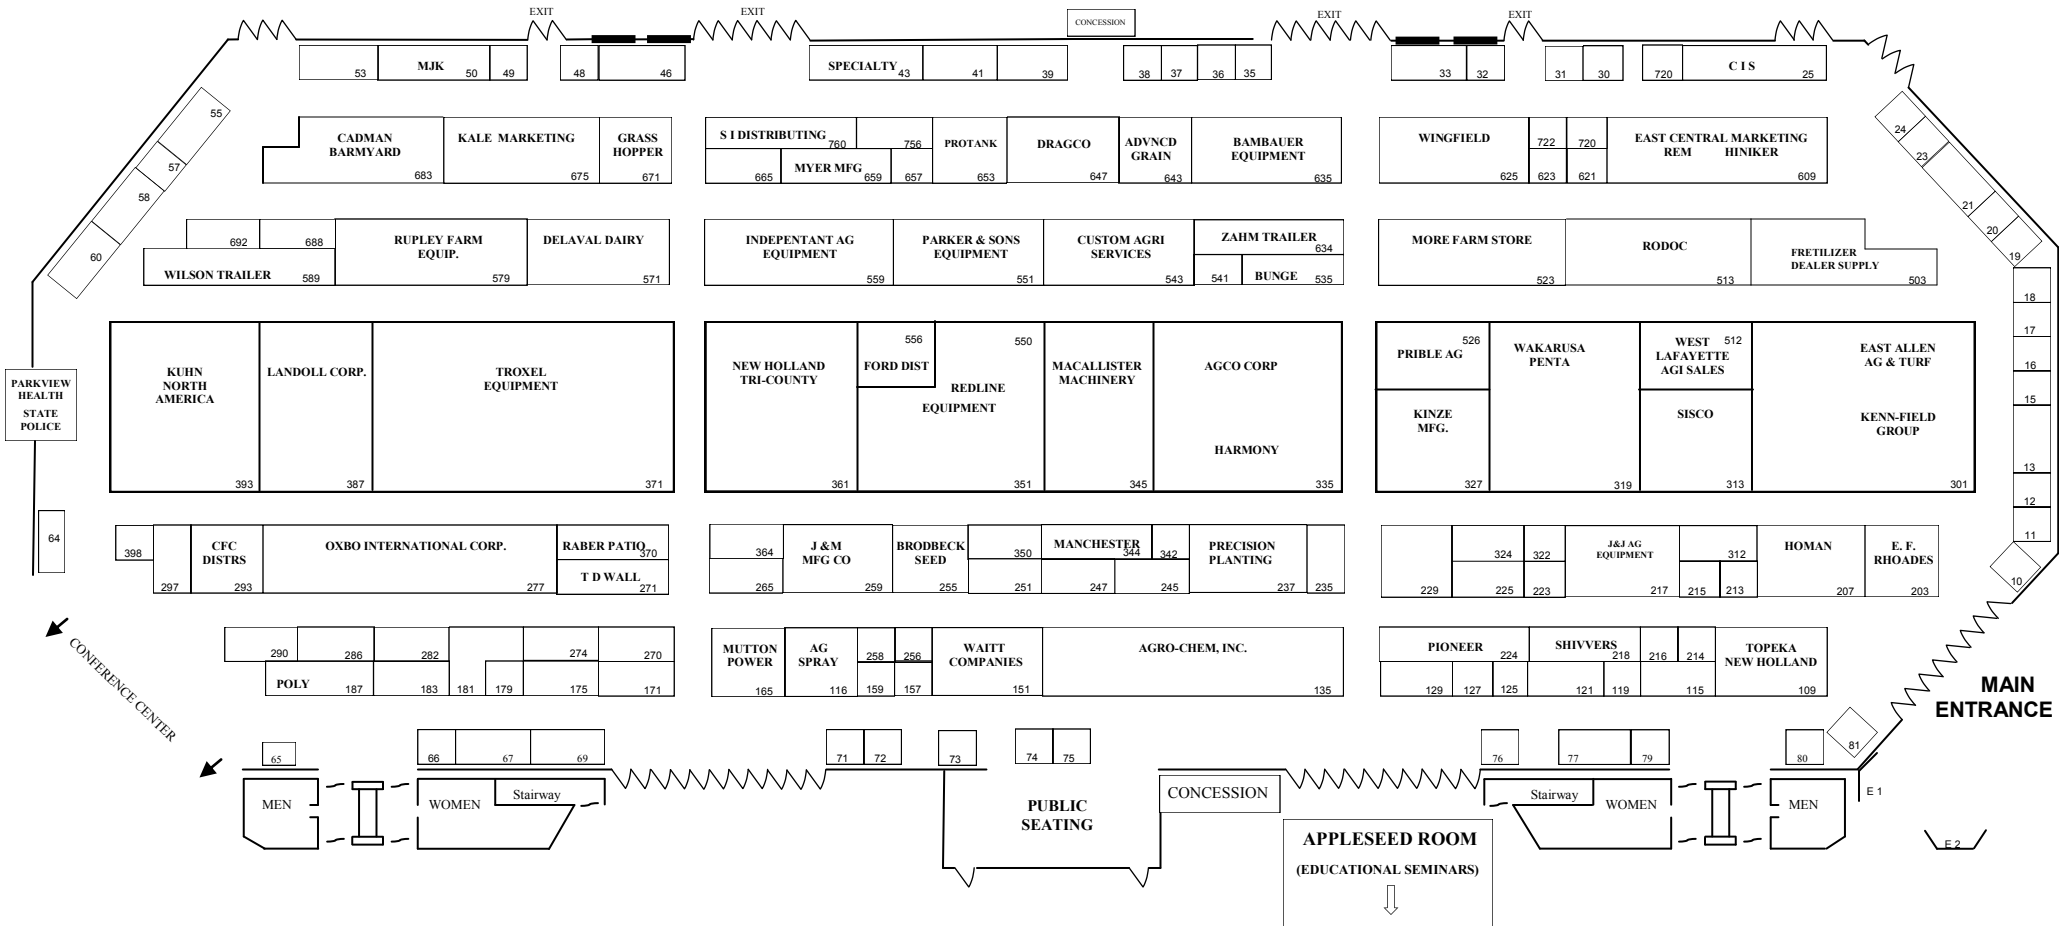 EXIT
EXIT
CONCESSION
EXIT
EXIT
53
MJK 50
49
48
46
SPECIALTY 43
41
39
38
37
36
35
33
32
31
30
720
C I S 25
55
57
58
60
CADMAN
BARMYARD
683
KALE MARKETING
675
GRASS
HOPPER
671
S I DISTRIBUTING
760
756
665
MYER MFG
659
657
PROTANK
653
DRAGCO
647
ADVNCD
GRAIN
643
BAMBAUER
EQUIPMENT
635
WINGFIELD
625
722
720
623
621
EAST CENTRAL MARKETING
REM HINIKER
609
24
23
21
20
19
692
688
WILSON TRAILER 589
RUPLEY FARM
EQUIP.
579
DELAVAL DAIRY
571
INDEPENTANT AG
EQUIPMENT
559
PARKER & SONS
EQUIPMENT
551
CUSTOM AGRI
SERVICES
543
ZAHM TRAILER
634
541
BUNGE 535
MORE FARM STORE
523
RODOC
513
FRETILIZER
DEALER SUPPLY
503
18
17
16
15
13
12
11
10
PARKVIEW
HEALTH
STATE
POLICE
KUHN
NORTH
AMERICA
393
LANDOLL CORP.
387
TROXEL
EQUIPMENT
371
NEW HOLLAND
TRI-COUNTY
361
556
FORD DIST
550
REDLINE
EQUIPMENT
351
MACALLISTER
MACHINERY
345
AGCO CORP
HARMONY
335
526
PRIBLE AG
KINZE
MFG.
327
WAKARUSA
PENTA
319
WEST 512
LAFAYETTE
AGI SALES
SISCO
313
EAST ALLEN
AG & TURF
KENN-FIELD
GROUP
301
64
398
297
CFC
DISTRS
293
OXBO INTERNATIONAL CORP.
277
RABER PATIO
370
T D WALL
271
364
265
J &M
MFG CO
259
BRODBECK
SEED
255
350
251
MANCHESTER
344
342
247
245
PRECISION
PLANTING
237
235
229
324
322
225
223
J&J AG
EQUIPMENT
217
312
215
213
HOMAN
207
E. F.
RHOADES
203
CONFERENCE CENTER
290
286
282
274
270
POLY
187
183
181
179
175
171
MUTTON
POWER
165
AG
SPRAY
116
258
256
159
157
WAITT
COMPANIES
151
AGRO-CHEM, INC.
135
PIONEER
224
SHIVVERS
218
216
214
129
127
125
121
119
115
TOPEKA
NEW HOLLAND
109
MAIN
ENTRANCE
65
66
67
69
71
72
73
74
75
76
77
79
80
81
MEN
WOMEN
Stairway
PUBLIC
SEATING
CONCESSION
Stairway
WOMEN
MEN
E 1
E 2
APPLESEED ROOM
(EDUCATIONAL SEMINARS)